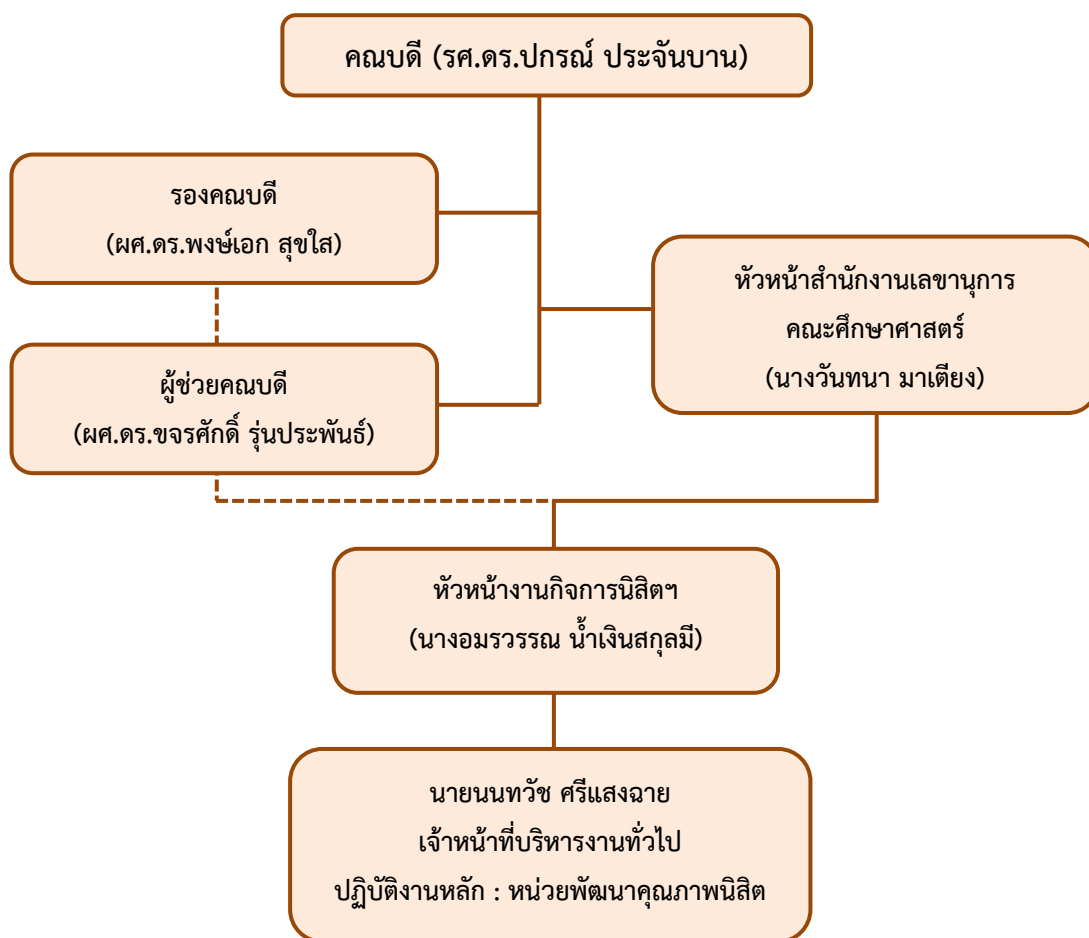 คณบดี (รศ.ดร.ปกรณ์ ประจันบาน)
รองคณบดี
(ผศ.ดร.พงษ์เอก สุขใส)
หัวหน้าสำนักงานเลขานุการ
คณะศึกษาศาสตร์
(นางวันทนา มาเตียง)
ผู้ช่วยคณบดี
(ผศ.ดร.ขจรศักดิ์ รุ่นประพันธ์)
หัวหน้างานกิจการนิสิตฯ
(นางอมรวรรณ น้ำเงินสกุลมี)
นายนนทวัช ศรีแสงฉาย
เจ้าหน้าที่บริหารงานทั่วไป
ปฏิบัติงานหลัก : หน่วยพัฒนาคุณภาพนิสิต